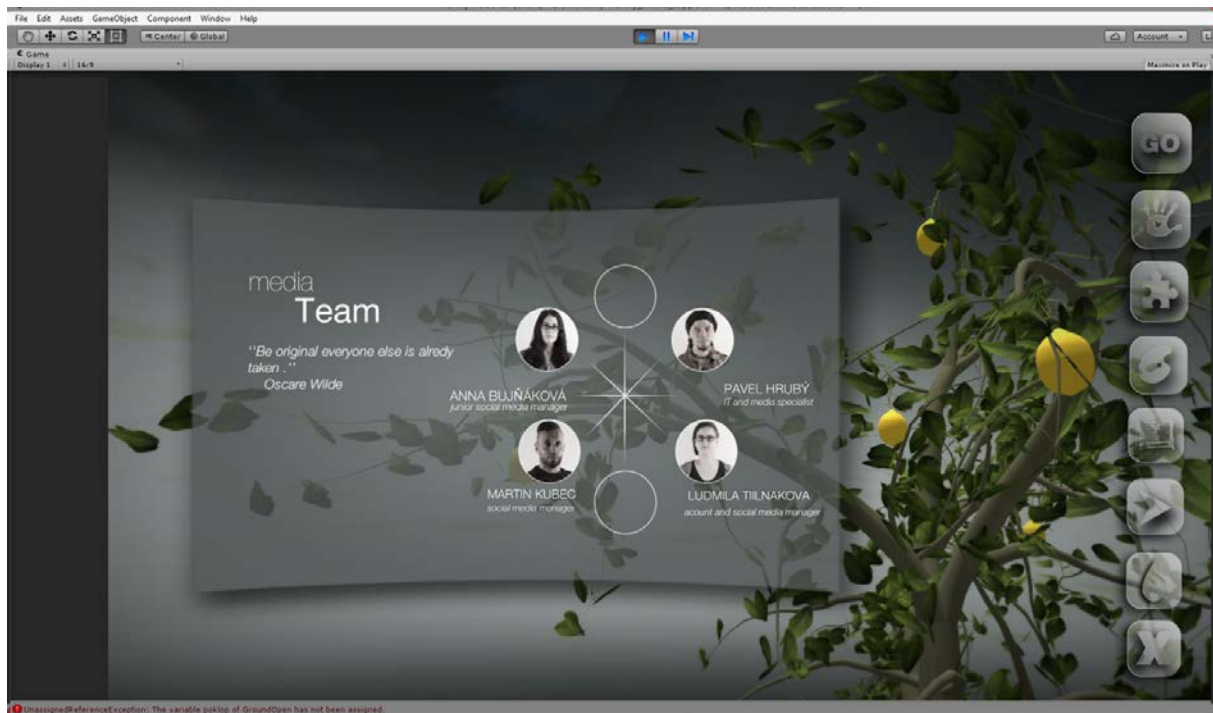 File Edit Assets GameObject Component Window Help
Center Global
Account
Game
Display 1 16:9
Maximize on Play
GO
media
Team
''Be original everyone else is alredy
taken .''
Oscare Wilde
ANNA BUJŇÁKOVÁ
junior social media manager
PAVEL HRUBÝ
IT and media specialist
MARTIN KUBEC
social media manager
LUDMILA TIILNAKOVA
acount and social media manager
X
UnassignedReferenceException: The variable poklop of GroundOpen has not been assigned.